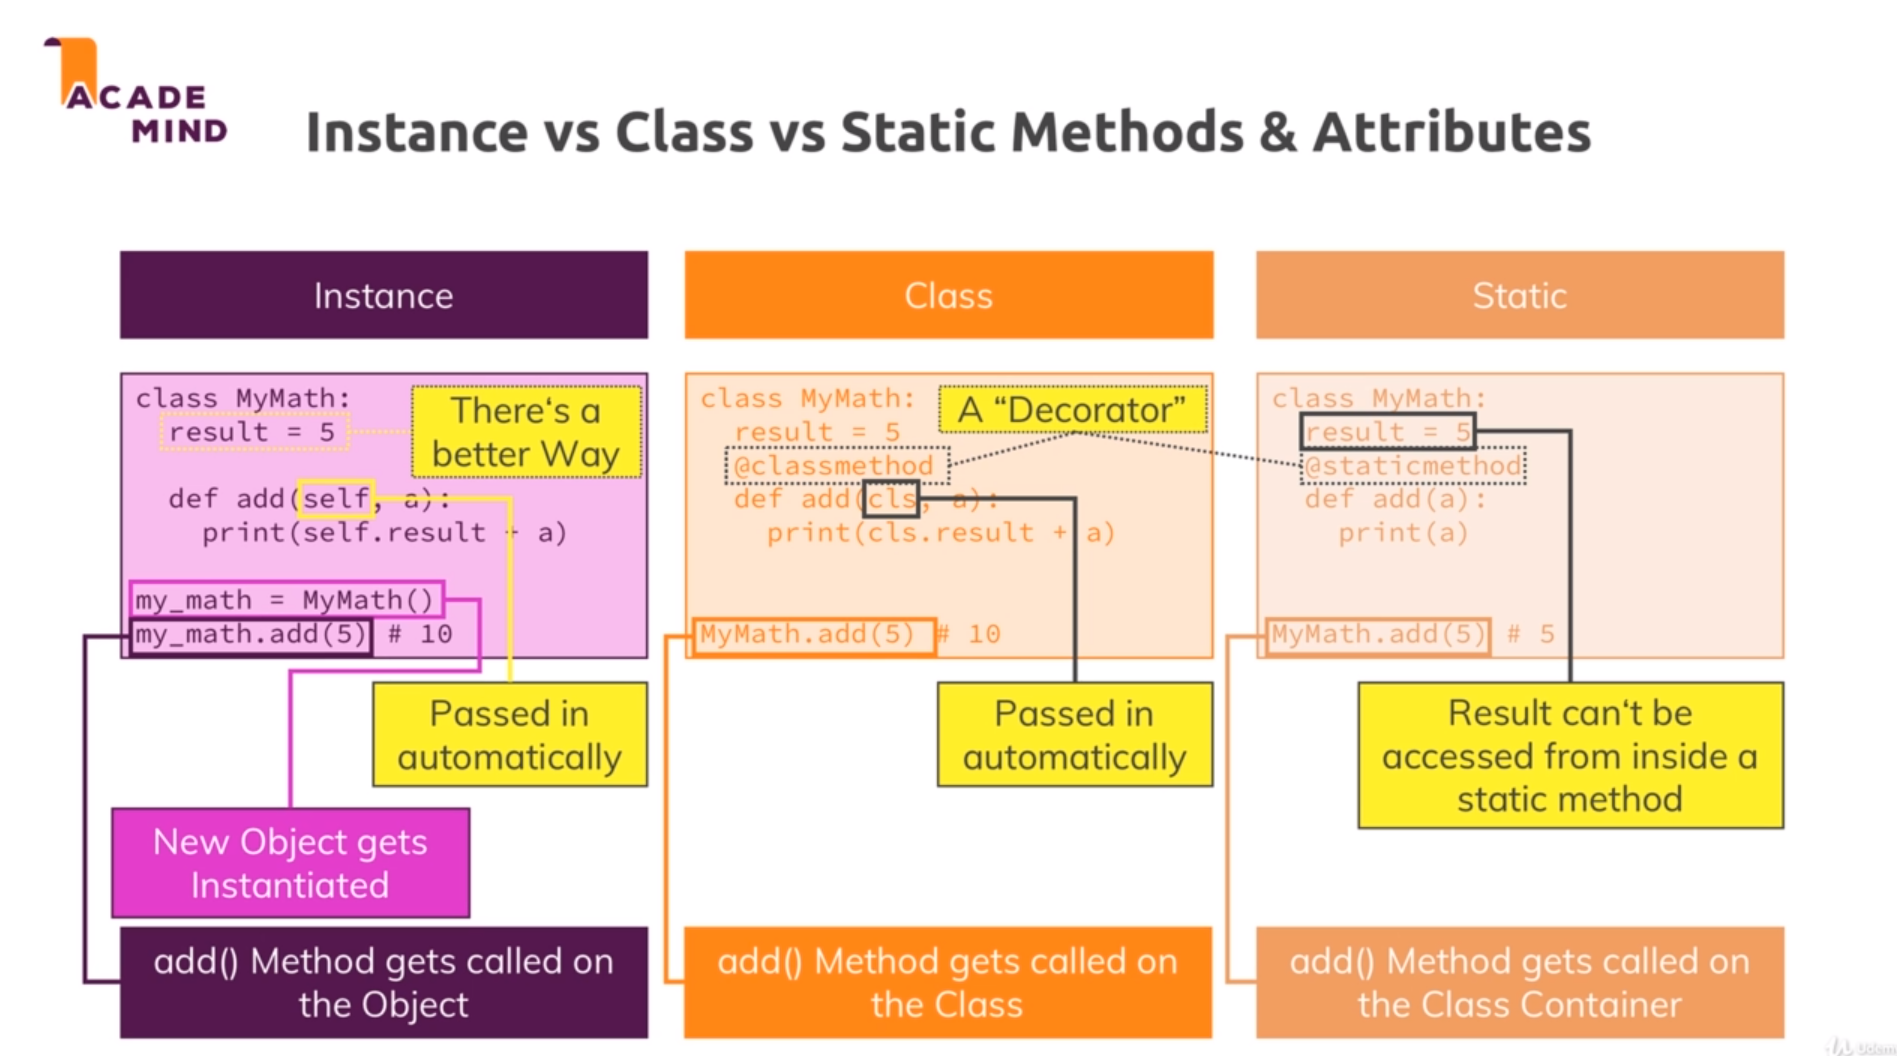 ACADE
MIND
Instance vs Class vs Static Methods & Attributes
Instance
class MyMath:
result = 5
There‘s a
better Way
def add(self, a):
print(self.result + a)
my_math = MyMath()
my_math.add(5) # 10
Passed in
automatically
New Object gets
Instantiated
add() Method gets called on
the Object
Class
class MyMath:
A “Decorator”
result = 5
@classmethod
def add(cls, a):
print(cls.result + a)
MyMath.add(5) # 10
Passed in
automatically
add() Method gets called on
the Class
Static
class MyMath:
result = 5
@staticmethod
def add(a):
print(a)
MyMath.add(5) # 5
Result can‘t be
accessed from inside a
static method
add() Method gets called on
the Class Container